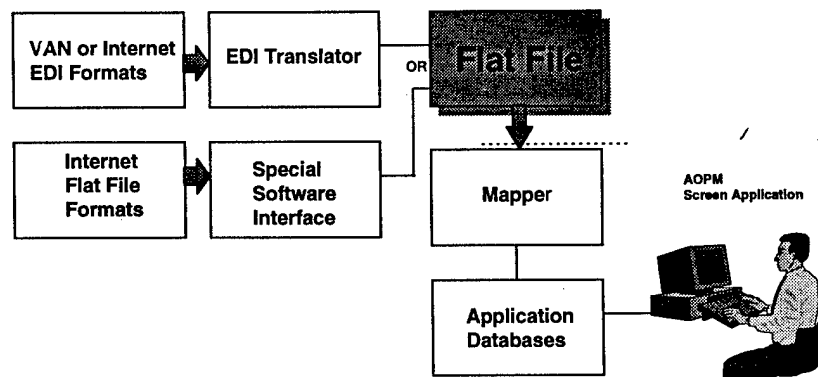 VAN or Internet
EDI Formats
EDI Translator
OR
Flat File
Internet
Flat File
Formats
Special
Software
Interface
Mapper
AOPM
Screen Application
Application
Databases